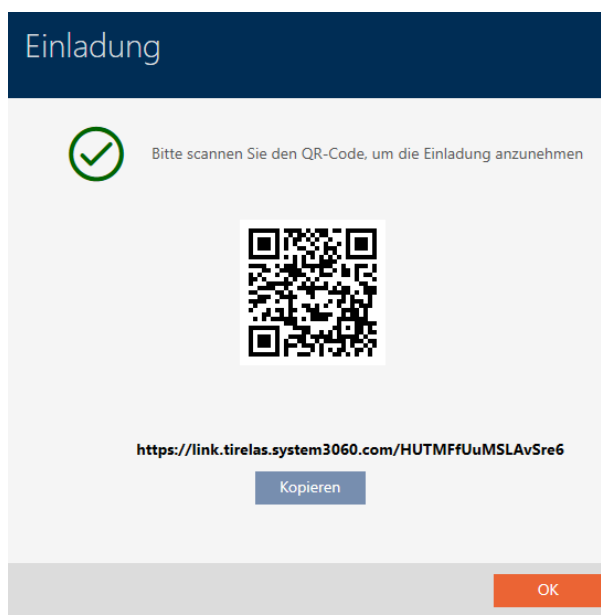 Einladung
Bitte scannen Sie den QR-Code, um die Einladung anzunehmen
https://link.tirelas.system3060.com/HUTMFfUuMSLAvSre6
Kopieren
OK